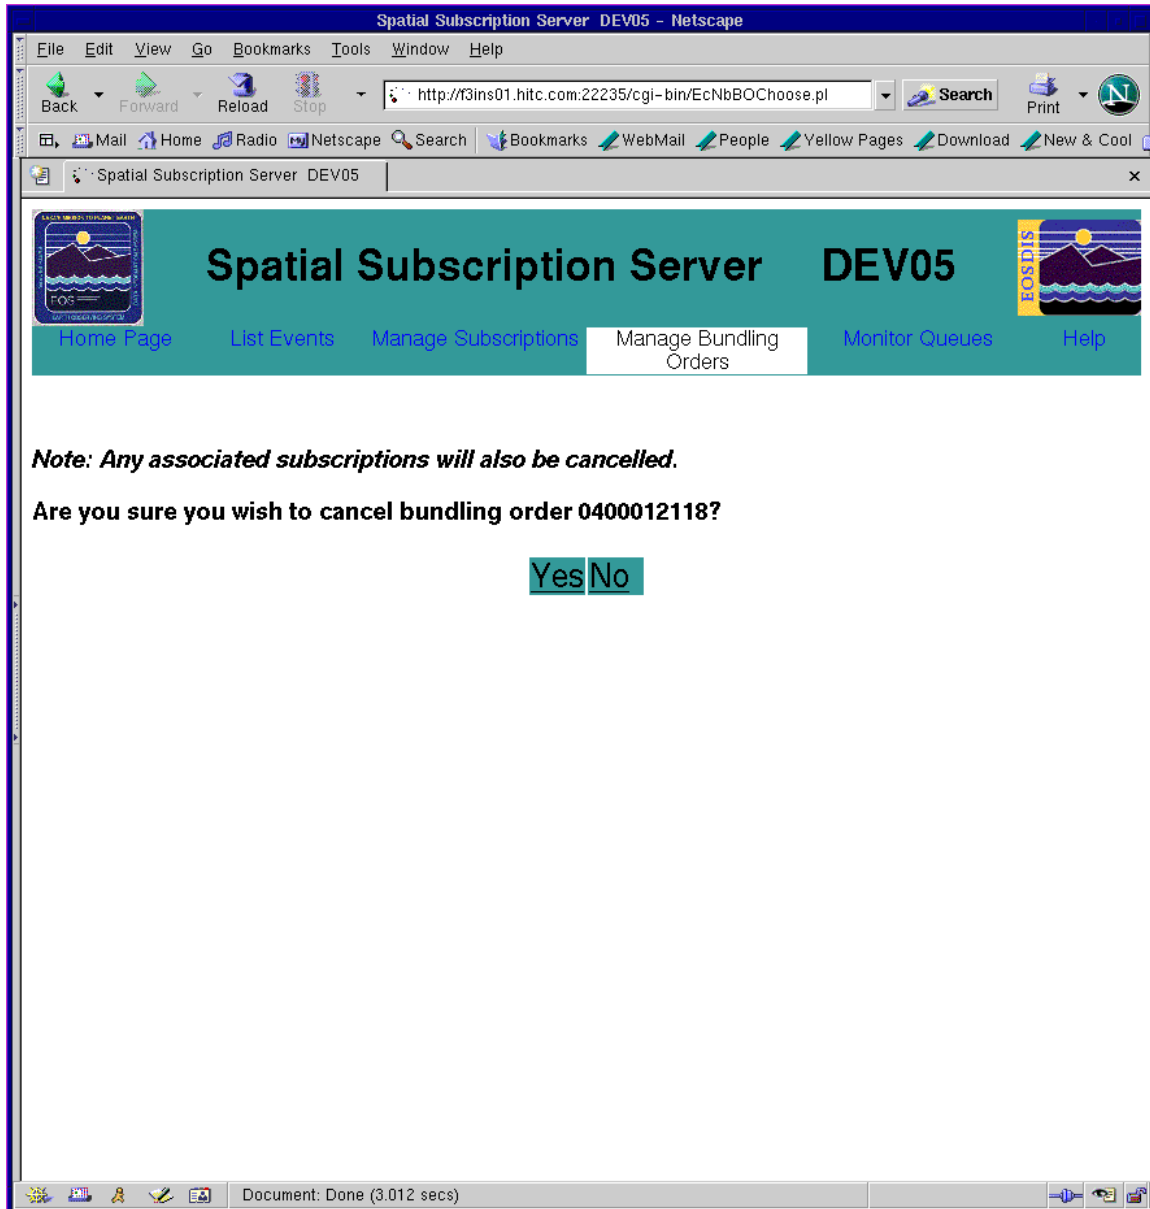 Spatial Subscription Server DEV05 - Netscape
File Edit View Go Bookmarks Tools Window Help
Back Forward Reload Stop http://f3ins01.hitc.com:22235/cgi-bin/EcNbBOChoose.pl Search Print N
Mail Home Radio Netscape Search Bookmarks WebMail People Yellow Pages Download New & Cool
Spatial Subscription Server DEV05
Spatial Subscription Server DEV05
EOS
EOSDIS
Home Page List Events Manage Subscriptions Manage Bundling Orders Monitor Queues Help
Note: Any associated subscriptions will also be cancelled.
Are you sure you wish to cancel bundling order 0400012118?
Yes No
Document: Done (3.012 secs)